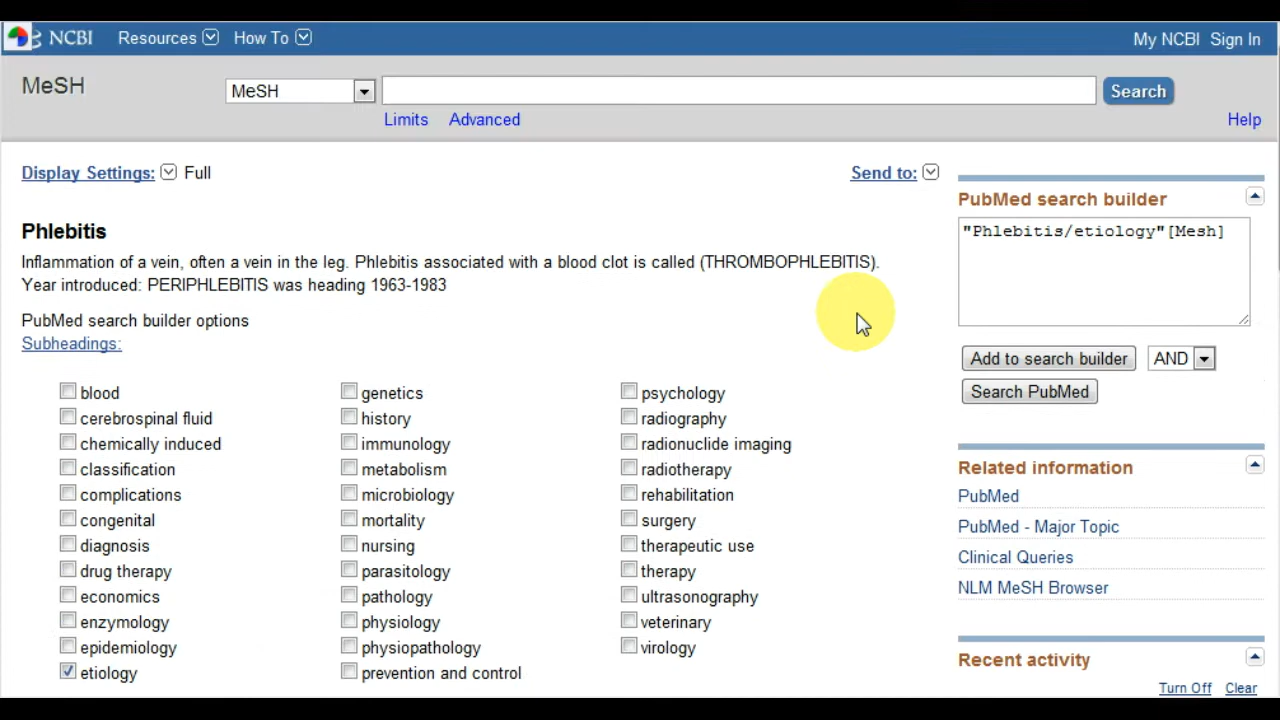 NCBI Resources How To My NCBI Sign In
MeSH MeSH Search
Limits Advanced Help
Display Settings: Full Send to:
PubMed search builder
"Phlebitis/etiology"[Mesh]
Phlebitis
Inflammation of a vein, often a vein in the leg. Phlebitis associated with a blood clot is called (THROMBOPHLEBITIS).
Year introduced: PERIPHLEBITIS was heading 1963-1983
PubMed search builder options
Subheadings:
Add to search builder AND
Search PubMed
blood genetics psychology
cerebrospinal fluid history radiography
chemically induced immunology radionuclide imaging
classification metabolism radiotherapy
complications microbiology rehabilitation
congenital mortality surgery
diagnosis nursing therapeutic use
drug therapy parasitology therapy
economics pathology ultrasonography
enzymology physiology veterinary
epidemiology physiopathology virology
etiology prevention and control
Related information
PubMed
PubMed - Major Topic
Clinical Queries
NLM MeSH Browser
Recent activity
Turn Off Clear